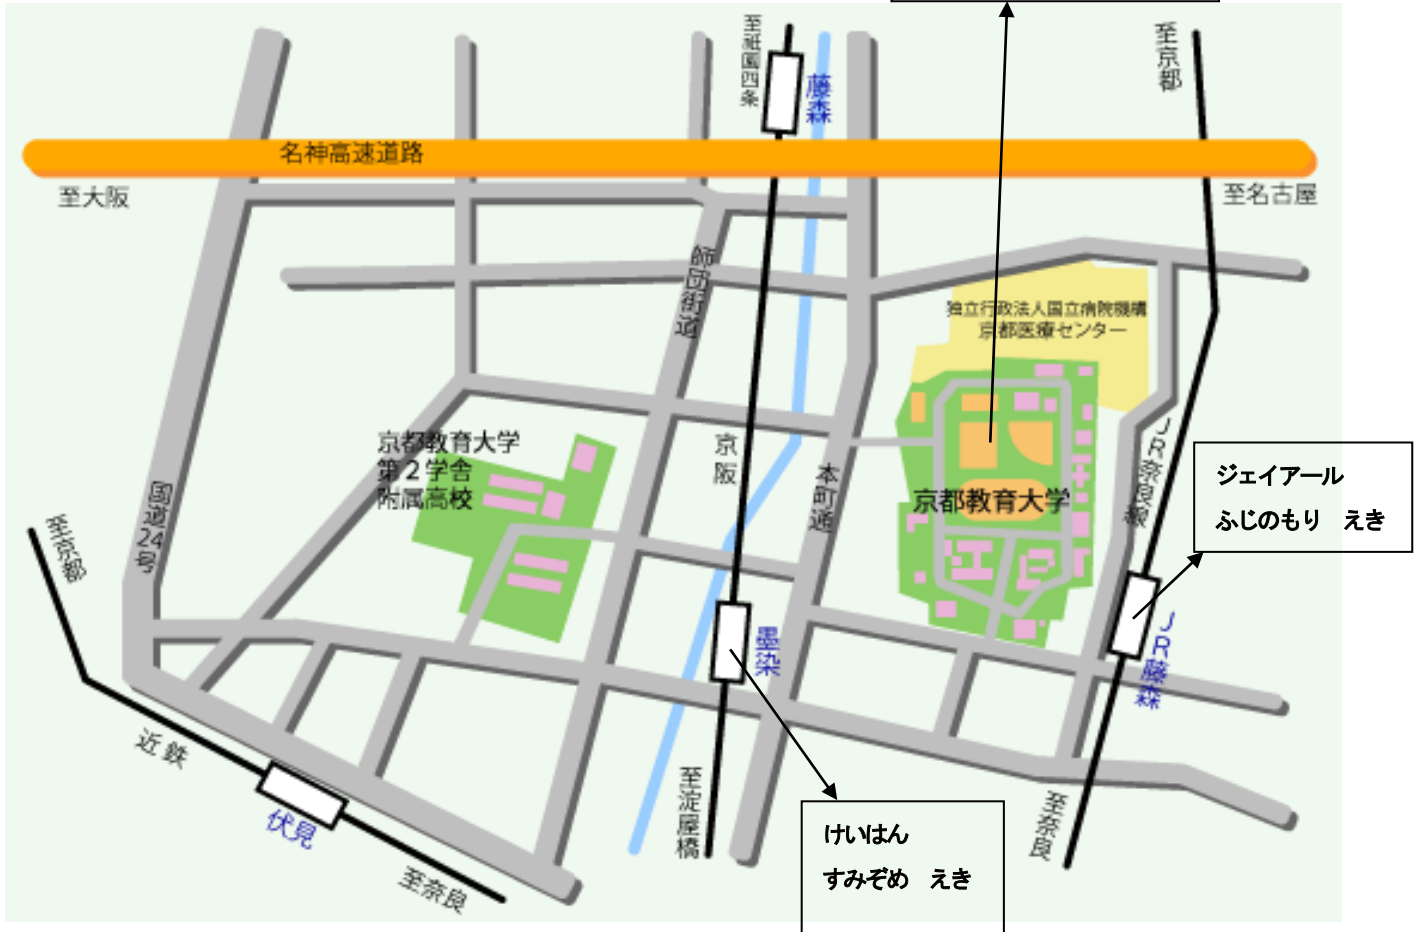 至祇園四条
藤森
至京都
名神高速道路
至大阪
至名古屋
師団街道
独立行政法人国立病院機構
京都医療センター
京都教育大学
第2学舎
附属高校
京阪
本町通
京都教育大学
JR奈良線
ジェイアール
ふじのもり　えき
国道24号
至京都
墨染
JR藤森
近鉄
伏見
至奈良
至淀屋橋
至奈良
けいはん
すみぞめ　えき